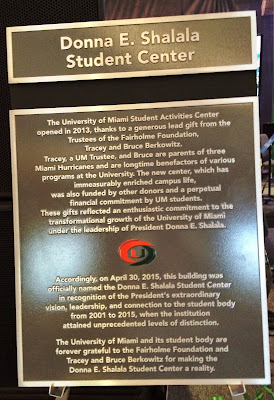 Donna E. Shalala
Student Center
The University of Miami Student Activities Center
opened in 2013, thanks to a generous lead gift from the
Trustees of the Fairholme Foundation,
Tracey and Bruce Berkowitz.
Tracey, a UM Trustee, and Bruce are parents of three
Miami Hurricanes and are longtime benefactors of various
programs at the University. The new center, which has
immeasurably enriched campus life,
was also funded by other donors and a perpetual
financial commitment by UM students.
These gifts reflected an enthusiastic commitment to the
transformational growth of the University of Miami
under the leadership of President Donna E. Shalala.
Accordingly, on April 30, 2015, this building was
officially named the Donna E. Shalala Student Center
in recognition of the President's extraordinary
vision, leadership, and connection to the student body
from 2001 to 2015, when the institution
attained unprecedented levels of distinction.
The University of Miami and its student body are
forever grateful to the Fairholme Foundation and
Tracey and Bruce Berkowitz for making the
Donna E. Shalala Student Center a reality.